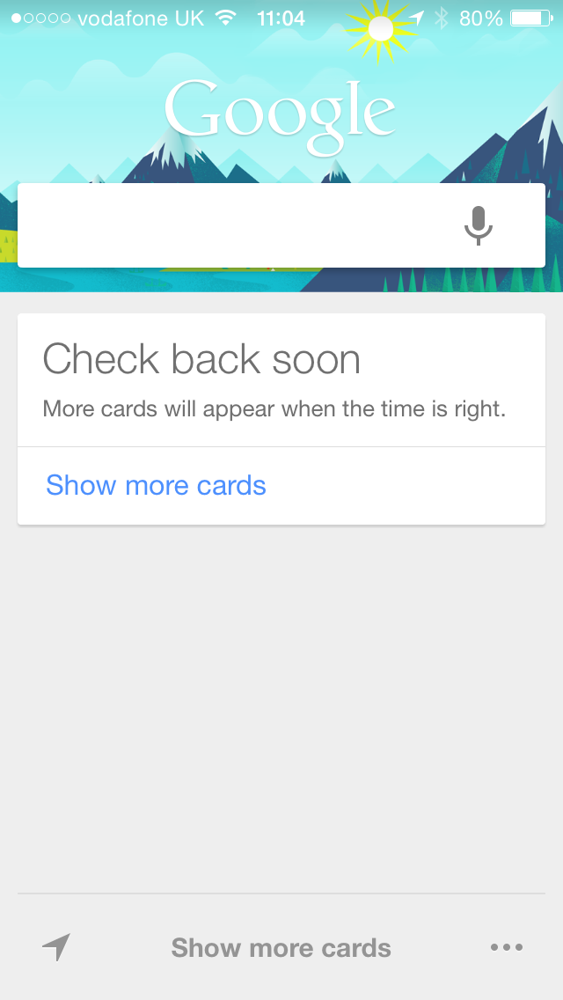 vodafone UK 11:04 80%
Google
Check back soon
More cards will appear when the time is right.
Show more cards
Show more cards